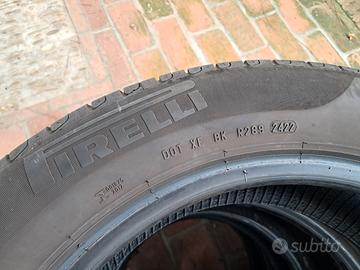 PIRELLI
DOT XF BK R289 2422
subito